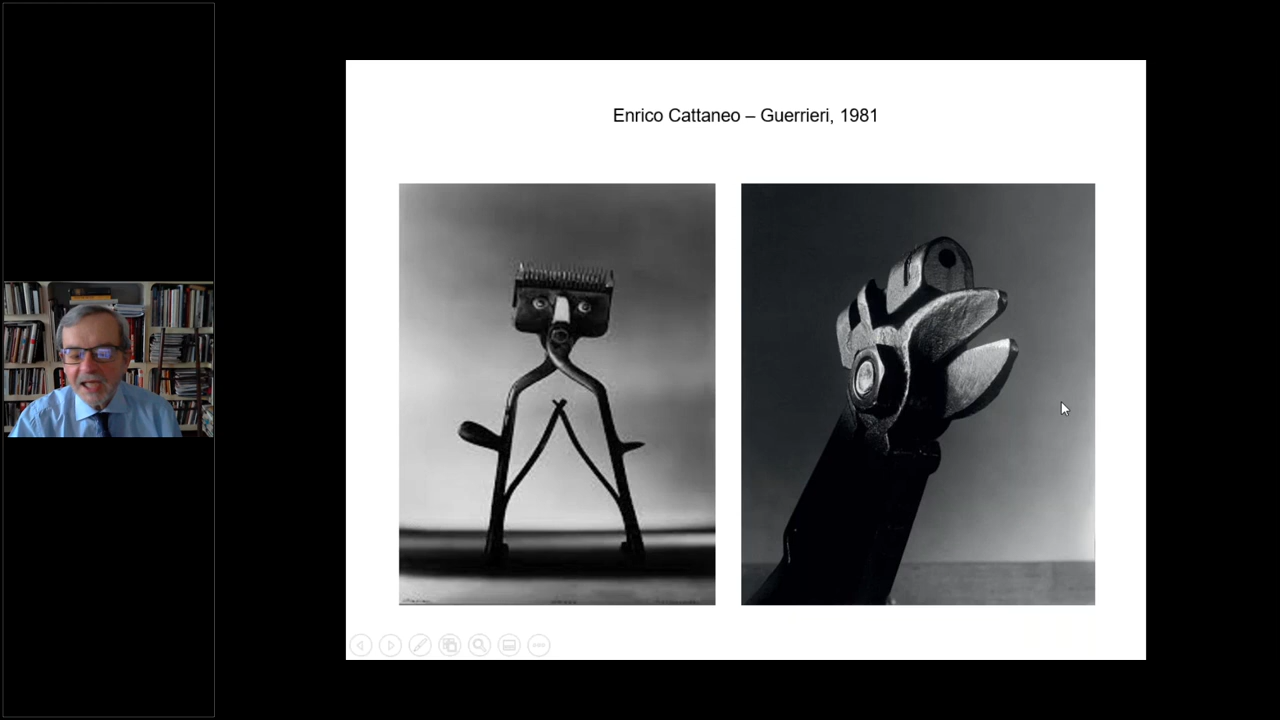 Enrico Cattaneo – Guerrieri, 1981